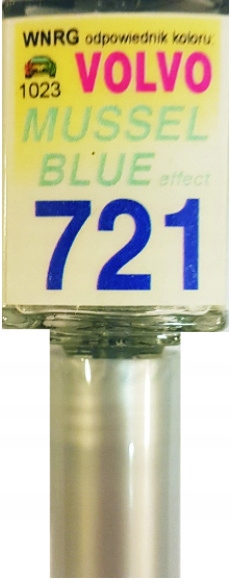 WNRG odpowiednik koloru:
1023 VOLVO
MUSSEL
BLUE effect
721